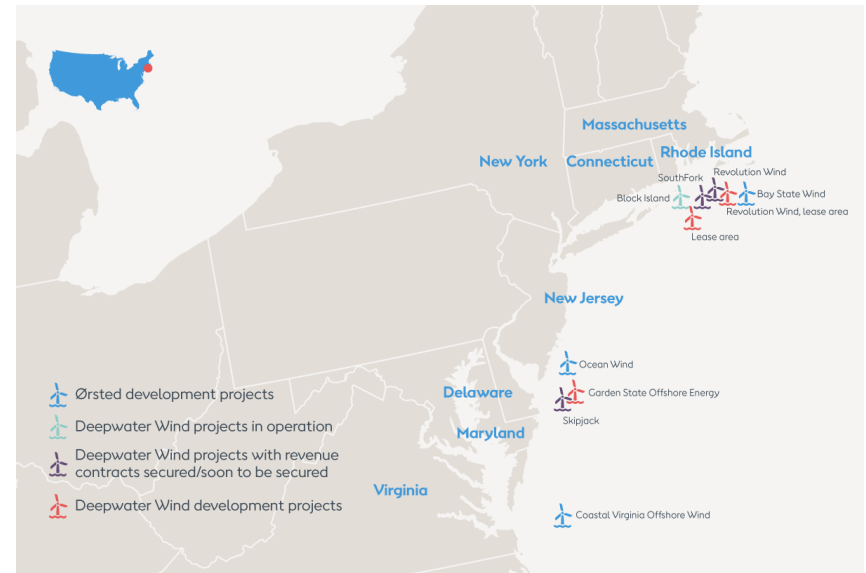 Massachusetts
Rhode Island
New York
Connecticut
Revolution Wind
SouthFork
Block Island
Bay State Wind
Revolution Wind, lease area
Lease area
New Jersey
Ocean Wind
Delaware
Garden State Offshore Energy
Skipjack
Maryland
Virginia
Coastal Virginia Offshore Wind
Ørsted development projects
Deepwater Wind projects in operation
Deepwater Wind projects with revenue
contracts secured/soon to be secured
Deepwater Wind development projects